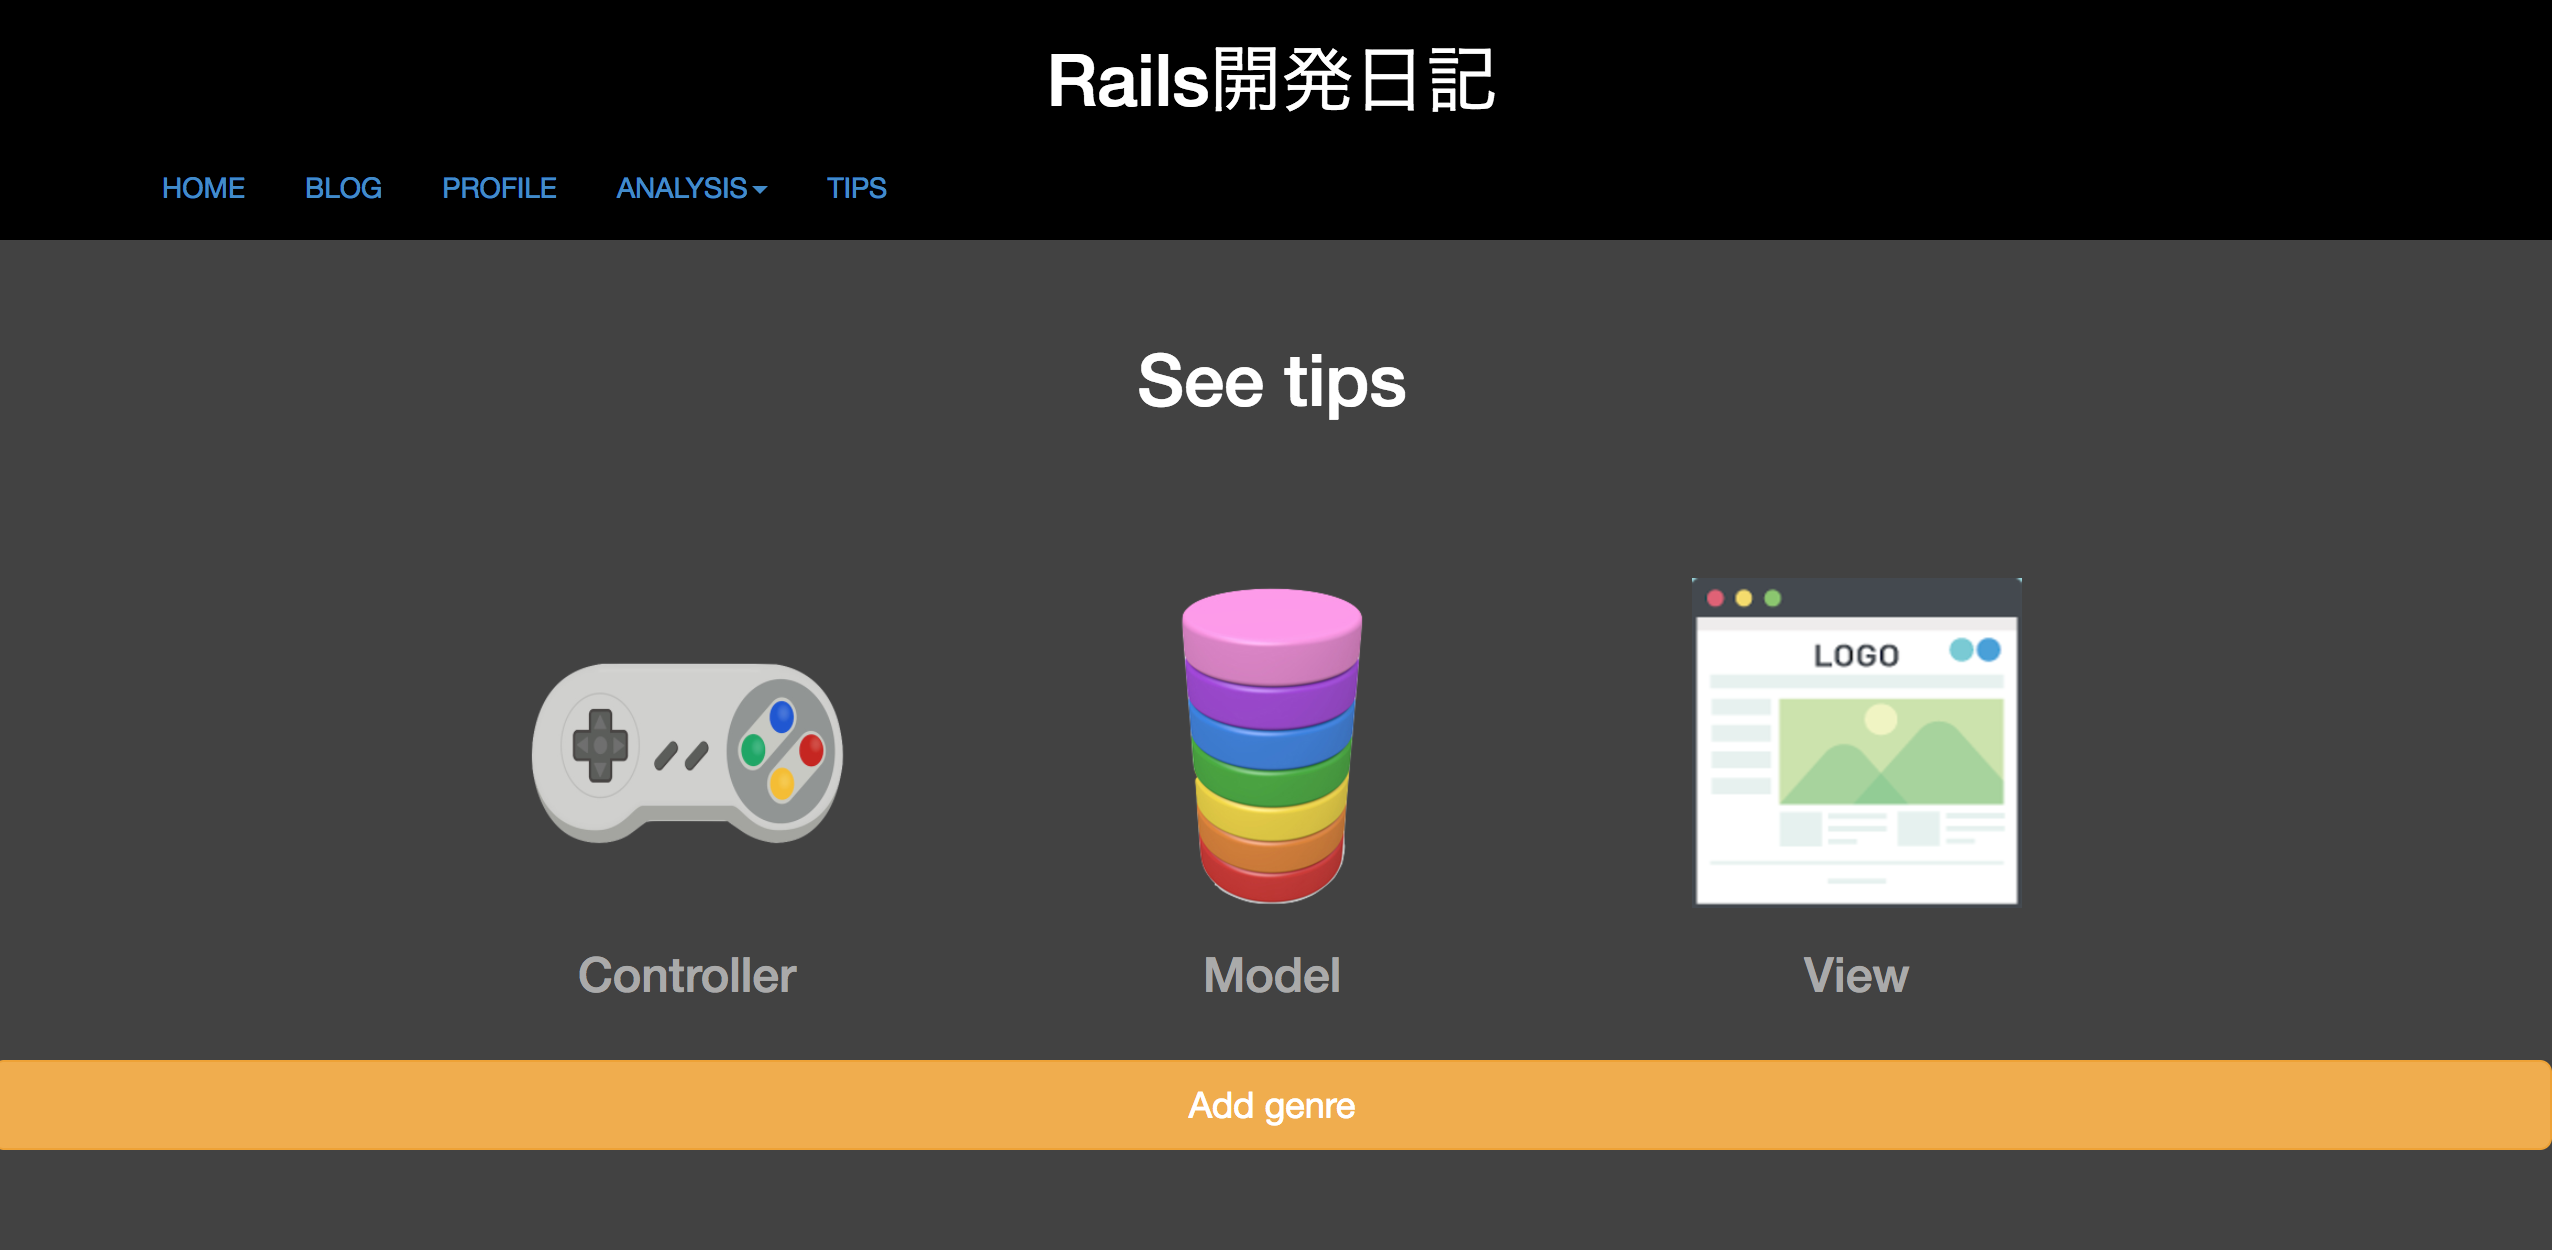 Rails開発日記
HOME BLOG PROFILE ANALYSIS TIPS
See tips
LOGO
Controller Model View
Add genre